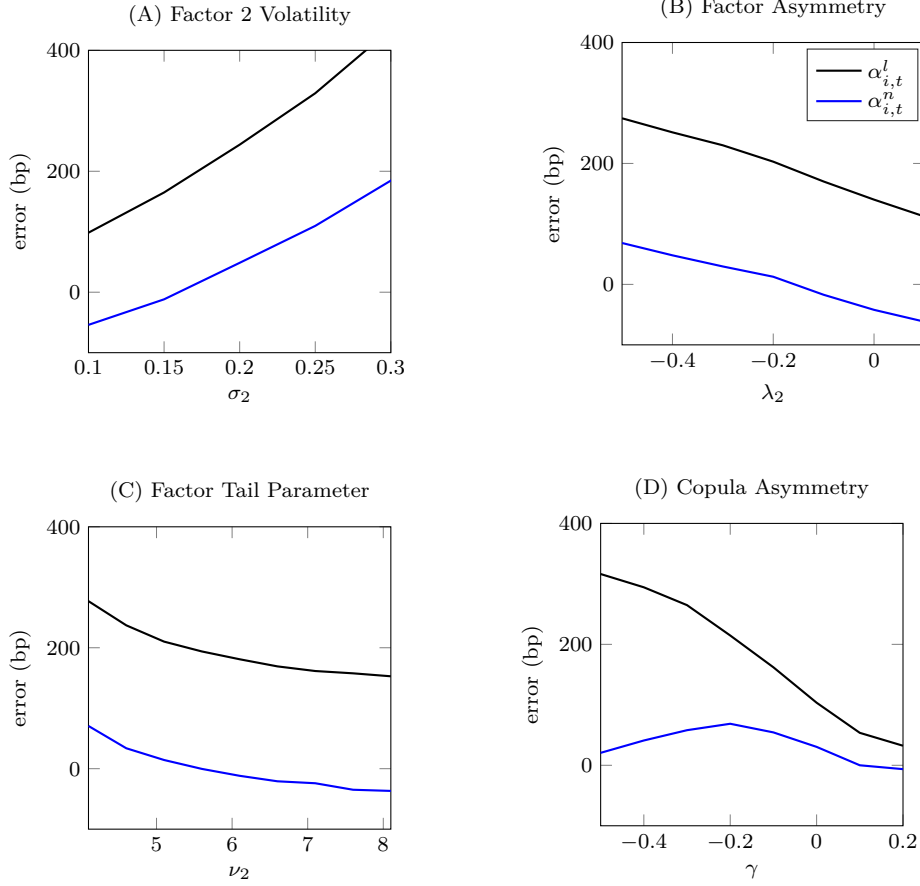 (A) Factor 2 Volatility
400
200
0
error (bp)
0.1 0.15 0.2 0.25 0.3
σ₂
(B) Factor Asymmetry
400
200
0
error (bp)
α^l_{i,t}
α^n_{i,t}
−0.4 −0.2 0
λ₂
(C) Factor Tail Parameter
400
200
0
error (bp)
5 6 7 8
ν₂
(D) Copula Asymmetry
400
200
0
error (bp)
−0.4 −0.2 0 0.2
γ